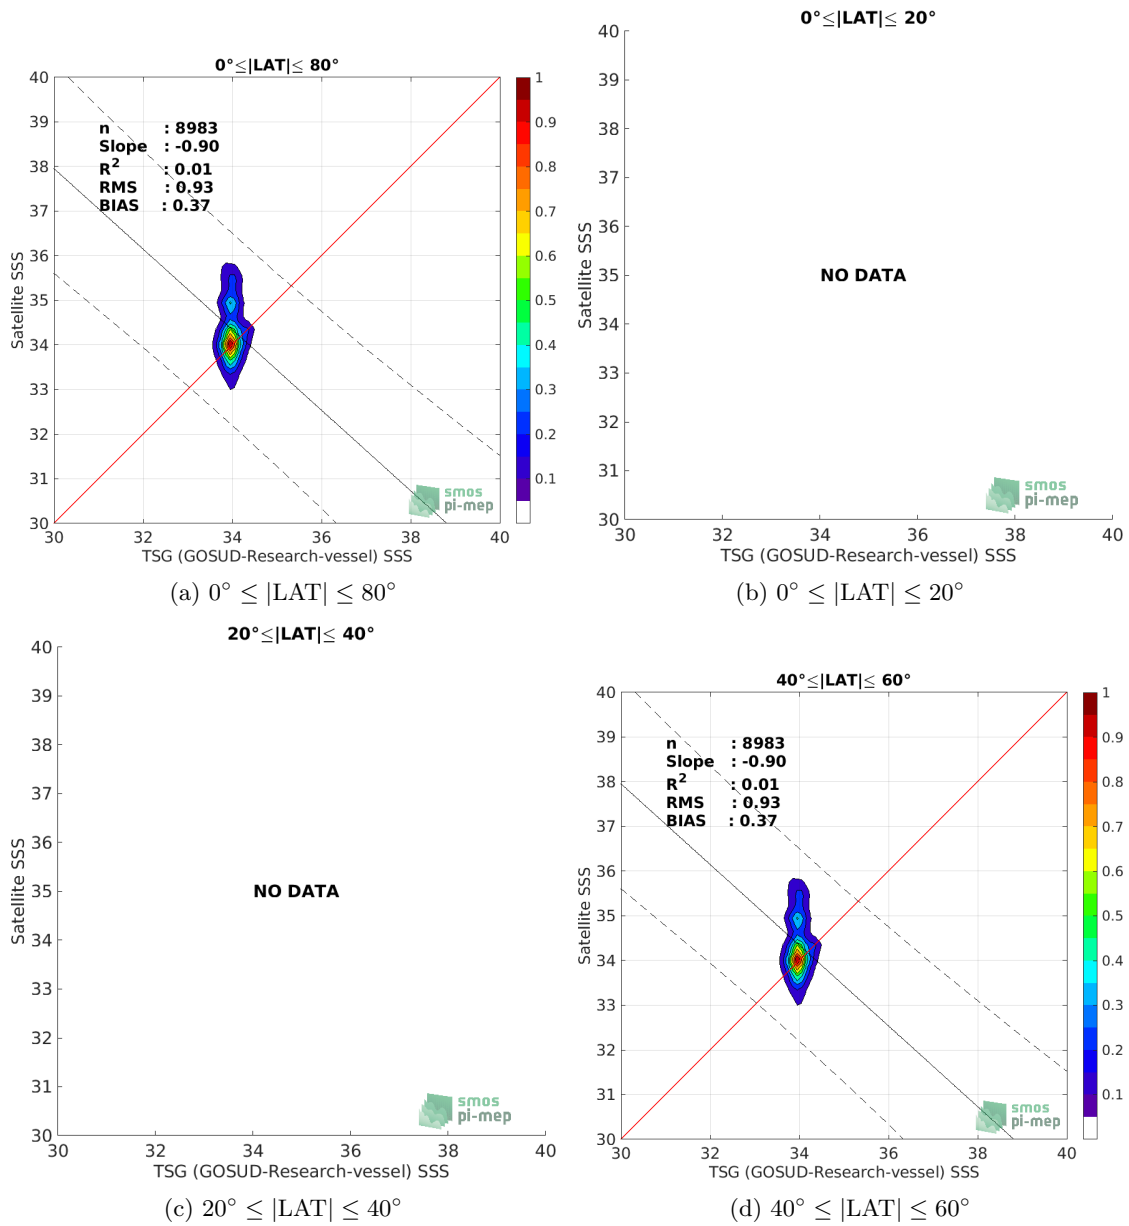 0°≤|LAT|≤ 80°
40
39
38
37
36
35
34
33
32
31
30
Satellite SSS
n : 8983
Slope : -0.90
R2 : 0.01
RMS : 0.93
BIAS : 0.37
smos
pi-mep
30 32 34 36 38 40
TSG (GOSUD-Research-vessel) SSS
1
0.9
0.8
0.7
0.6
0.5
0.4
0.3
0.2
0.1
(a) 0° ≤ |LAT| ≤ 80°
0°≤|LAT|≤ 20°
40
39
38
37
36
35
34
33
32
31
30
Satellite SSS
NO DATA
smos
pi-mep
30 32 34 36 38 40
TSG (GOSUD-Research-vessel) SSS
(b) 0° ≤ |LAT| ≤ 20°
20°≤|LAT|≤ 40°
40
39
38
37
36
35
34
33
32
31
30
Satellite SSS
NO DATA
smos
pi-mep
30 32 34 36 38 40
TSG (GOSUD-Research-vessel) SSS
(c) 20° ≤ |LAT| ≤ 40°
40°≤|LAT|≤ 60°
40
39
38
37
36
35
34
33
32
31
30
Satellite SSS
n : 8983
Slope : -0.90
R2 : 0.01
RMS : 0.93
BIAS : 0.37
smos
pi-mep
30 32 34 36 38 40
TSG (GOSUD-Research-vessel) SSS
1
0.9
0.8
0.7
0.6
0.5
0.4
0.3
0.2
0.1
(d) 40° ≤ |LAT| ≤ 60°